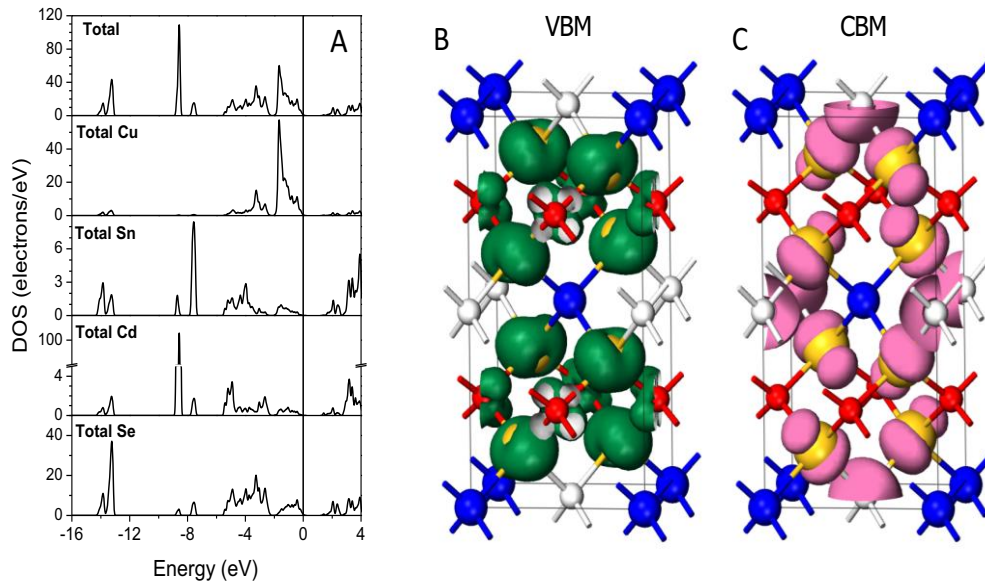 A
B
VBM
C
CBM
DOS (electrons/eV)
Total
120
80
40
0
Total Cu
60
40
20
0
Total Sn
6
3
0
Total Cd
100
4
2
0
Total Se
40
20
0
-16 -12 -8 -4 0 4
Energy (eV)